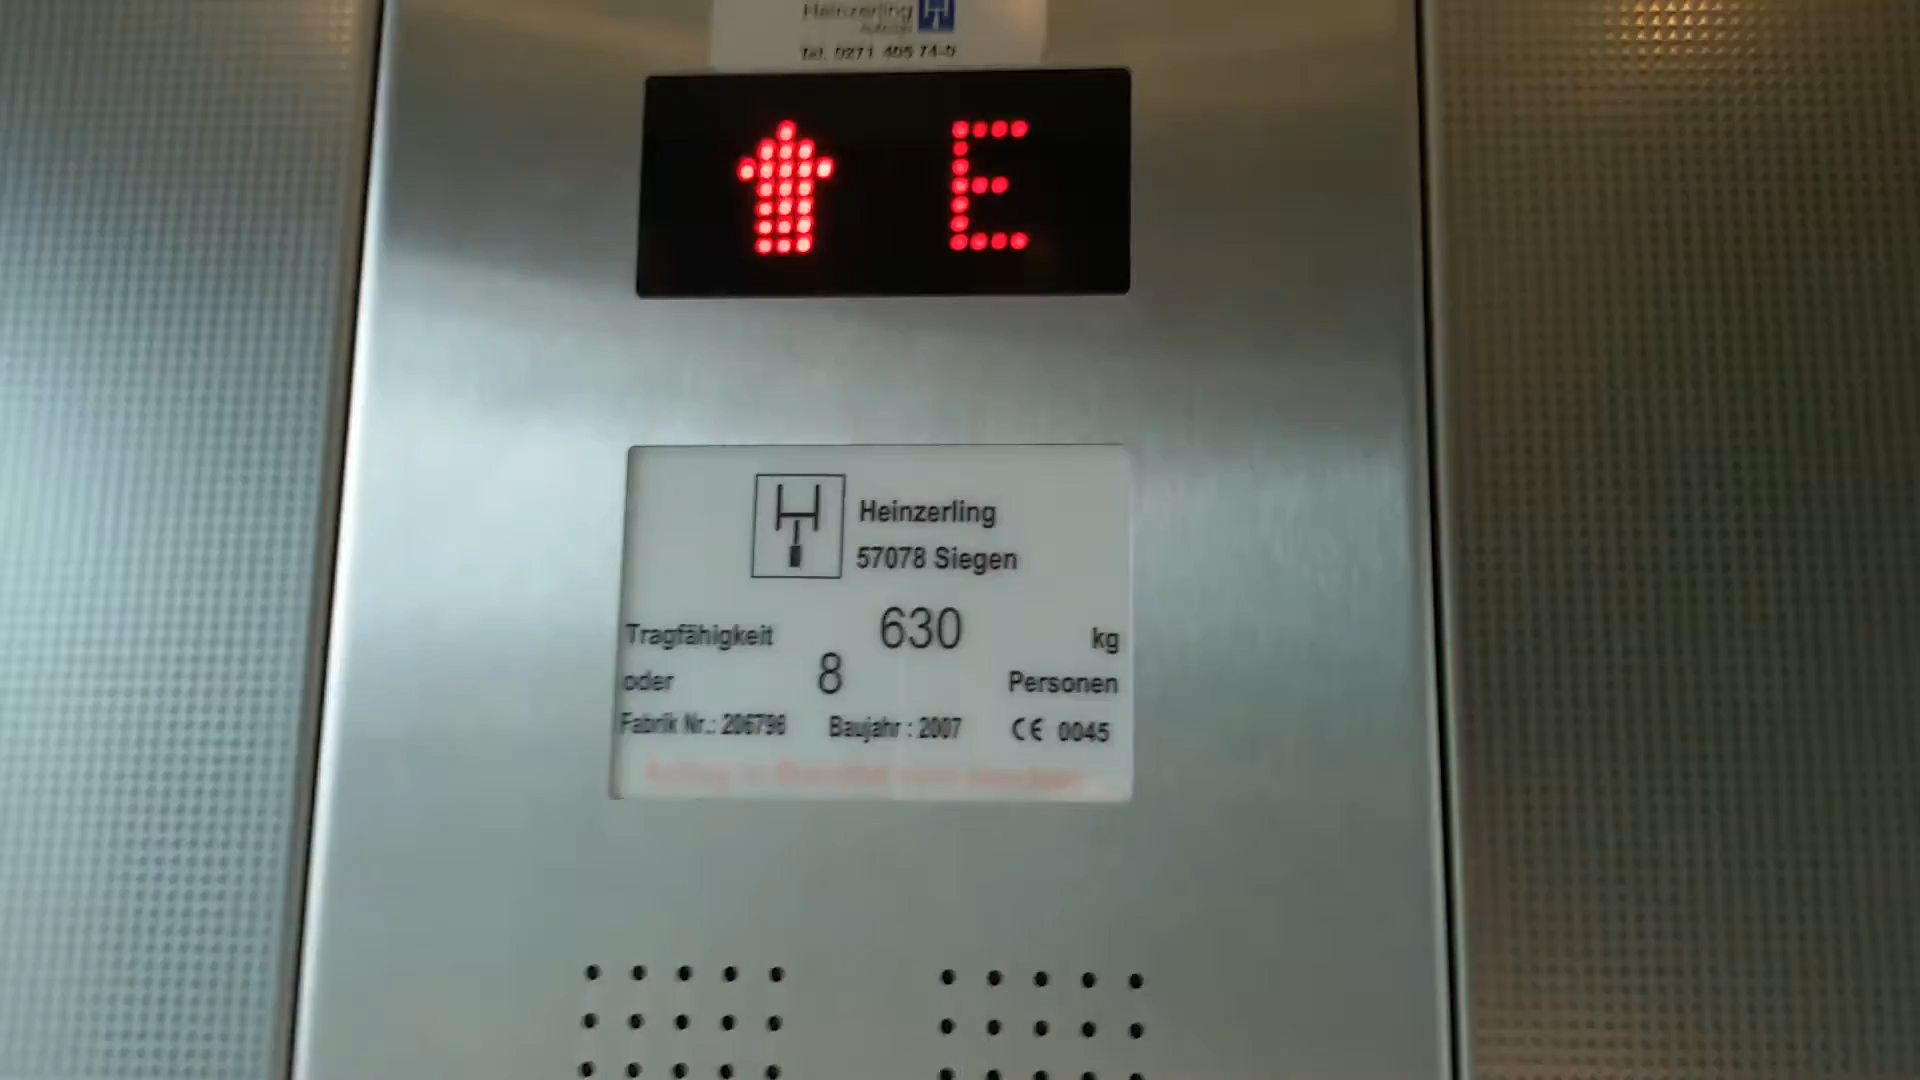 Heinzerling
Tel. 0271 405 74-0
E
Heinzerling
57078 Siegen
Tragfähigkeit 630 kg
oder 8 Personen
Fabrik Nr.: 206796 Baujahr : 2007 CE 0045